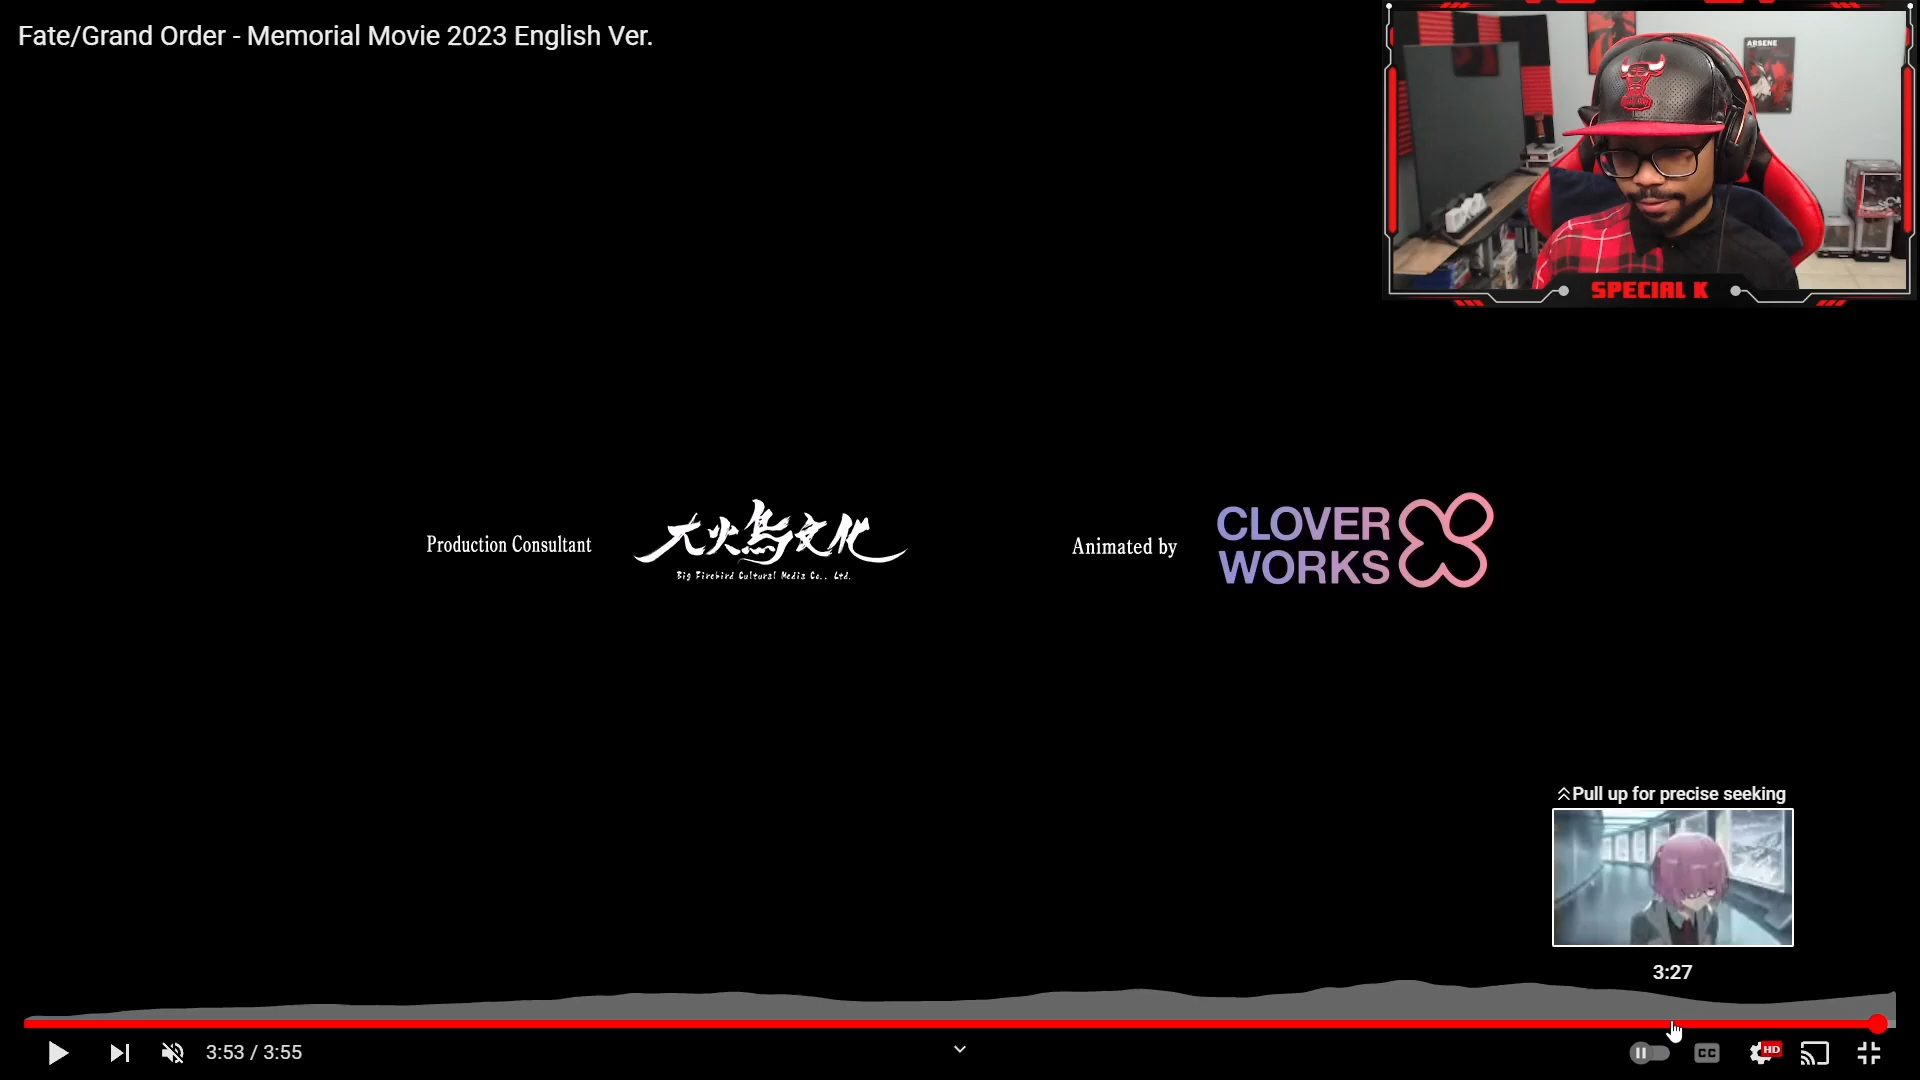 Fate/Grand Order - Memorial Movie 2023 English Ver.
ARSENE
SPECIAL K
Production Consultant
大火鳥文化
Big Firebird Cultural Media Co., Ltd.
Animated by
CLOVER
WORKS
Pull up for precise seeking
3:27
3:53 / 3:55
CC
HD